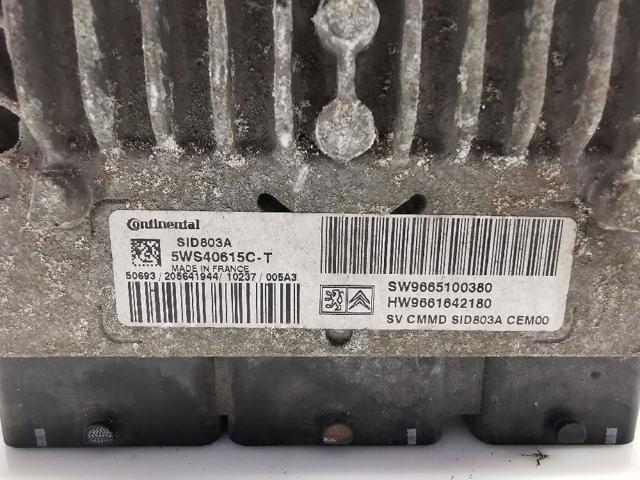 Continental
SID803A
5WS40615C-T
MADE IN FRANCE
50693 / 205641944 / 10237 / 005A3
SW9665100380
HW9661642180
SV CMMD SID803A CEM00